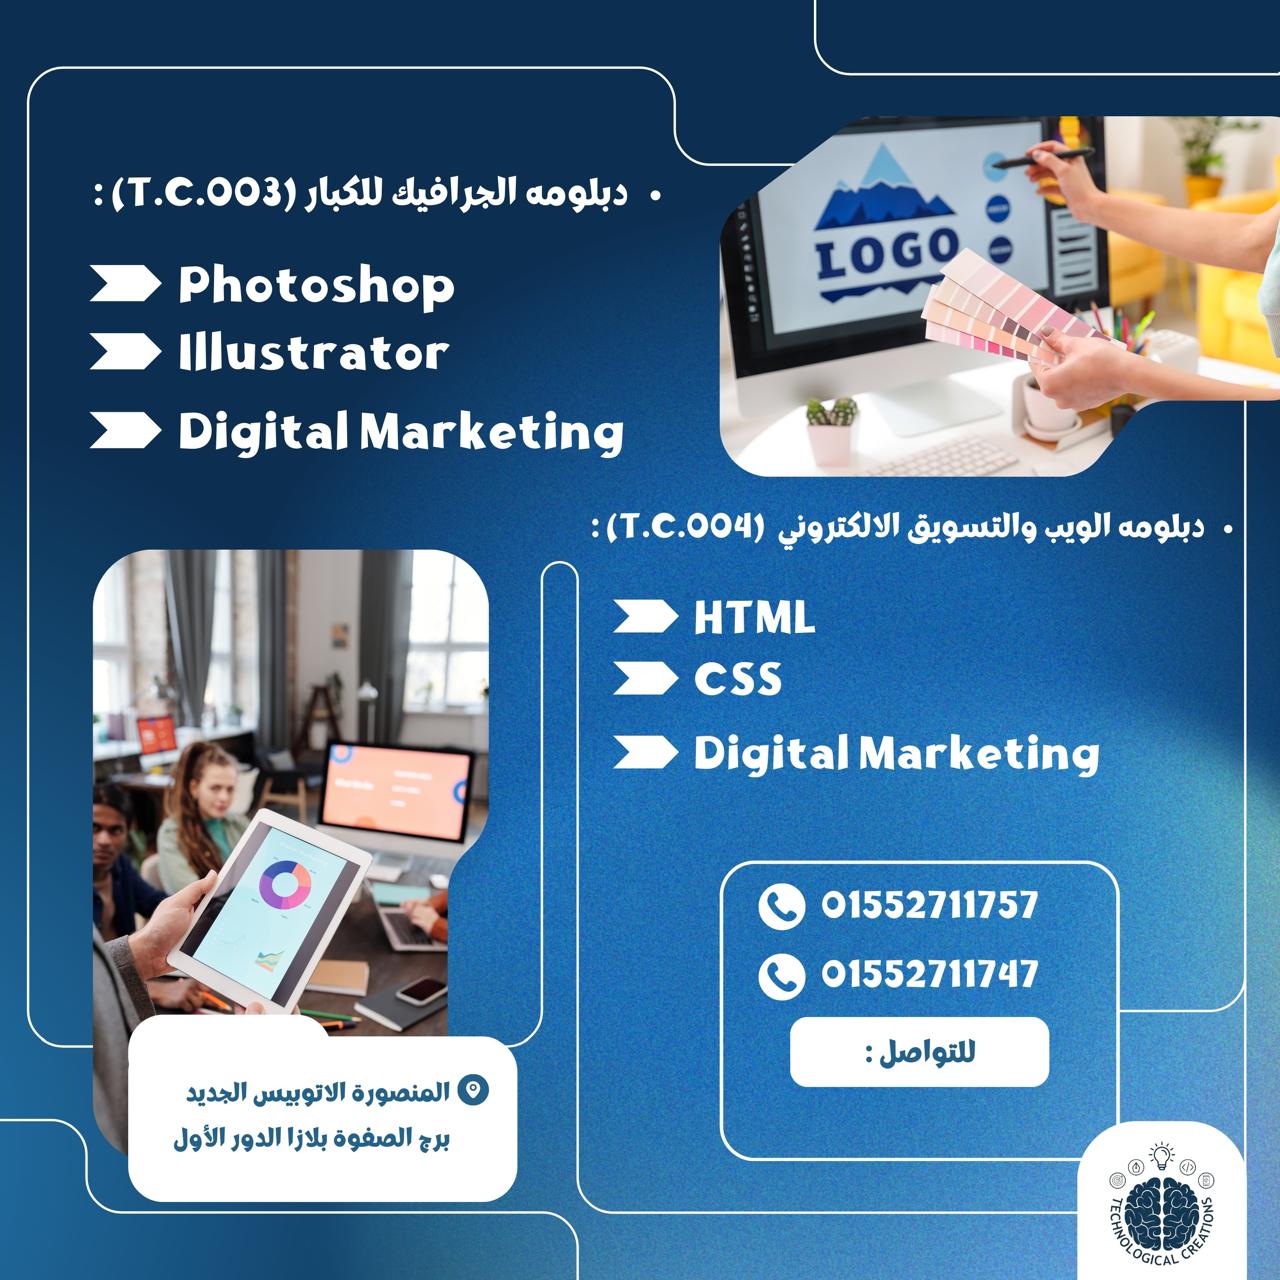 • دبلومه الجرافيك للكبار (T.C.003) :
Photoshop
Illustrator
Digital Marketing
LOGO
• دبلومه الويب والتسويق الالكتروني (T.C.004) :
HTML
CSS
Digital Marketing
01552711757
01552711747
للتواصل :
المنصورة الاتوبيس الجديد
برج الصفوة بلازا الدور الأول
TECHNOLOGICAL CREATIONS